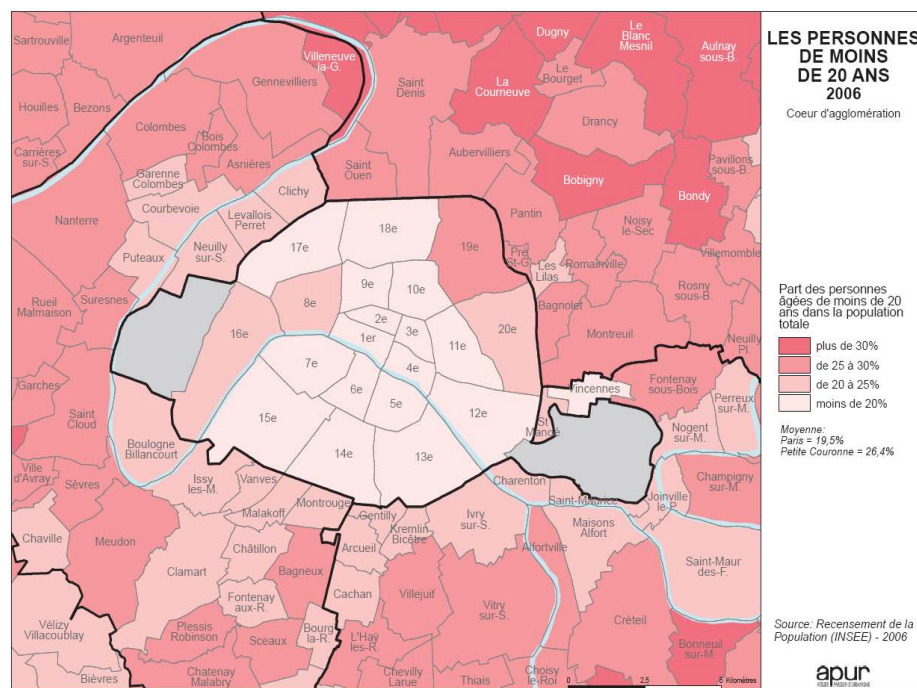 LES PERSONNES
DE MOINS
DE 20 ANS
2006
Coeur d'agglomération
Part des personnes
âgées de moins de 20
ans dans la population
totale
plus de 30%
de 25 à 30%
de 20 à 25%
moins de 20%
Moyenne:
Paris = 19,5%
Petite Couronne = 26,4%
Source: Recensement de la
Population (INSEE) - 2006
apur
0 2,5 5 Kilomètres
Sartrouville
Argenteuil
Villeneuve
la-G.
Gennevilliers
Saint
Denis
Dugny
Le
Blanc
Mesnil
Aulnay
sous-B.
La
Courneuve
Le
Bourget
Drancy
Houilles
Bezons
Colombes
Bois
Colombes
Asnières
Carrières
sur-S.
Garenne
Colombes
Saint
Ouen
Aubervilliers
Pavillons
sous-B.
Bobigny
Bondy
Clichy
Courbevoie
Levallois
Perret
Nanterre
Neuilly
sur-S.
Puteaux
Pantin
Noisy
le-Sec
Pré
St-G.
Les
Lilas
Romainville
Villemomble
Rosny
sous-B.
Bagnolet
Montreuil
Neuilly
Pl.
Rueil
Malmaison
Suresnes
18e
17e
19e
9e
10e
8e
2e
3e
1er
11e
20e
16e
4e
7e
6e
5e
12e
15e
14e
13e
Vincennes
Fontenay
sous-Bois
Perreux
sur-M.
St
Mandé
Nogent
sur-M.
Garches
Saint
Cloud
Boulogne
Billancourt
Ville
d'Avray
Sèvres
Issy
les-M.
Vanves
Malakoff
Montrouge
Gentilly
Kremlin
Bicêtre
Ivry
sur-S.
Charenton
Saint-Maurice
Joinville
le-P.
Champigny
sur-M.
Maisons
Alfort
Alfortville
Saint-Maur
des-F.
Chaville
Meudon
Clamart
Châtillon
Bagneux
Fontenay
aux-R.
Arcueil
Cachan
Villejuif
Vitry
sur-S.
Créteil
Bonneuil
sur-M.
Vélizy
Villacoublay
Bièvres
Plessis
Robinson
Sceaux
Bourg
la-R.
L'Haÿ
les-R.
Chatenay
Malabry
Chevilly
Larue
Thiais
Choisy
le-Roi